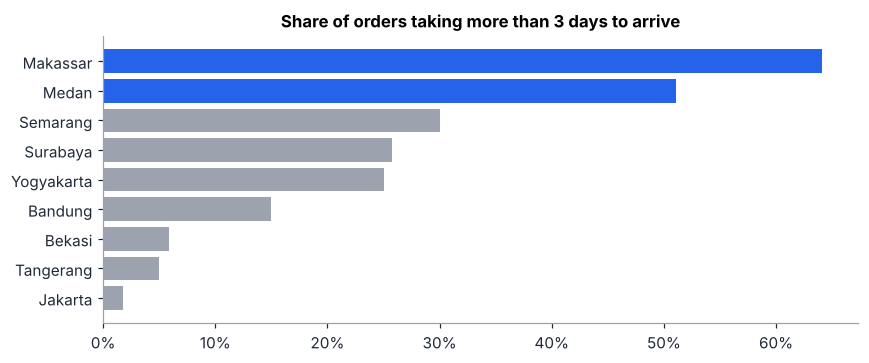 Share of orders taking more than 3 days to arrive
Makassar
Medan
Semarang
Surabaya
Yogyakarta
Bandung
Bekasi
Tangerang
Jakarta
0% 10% 20% 30% 40% 50% 60%